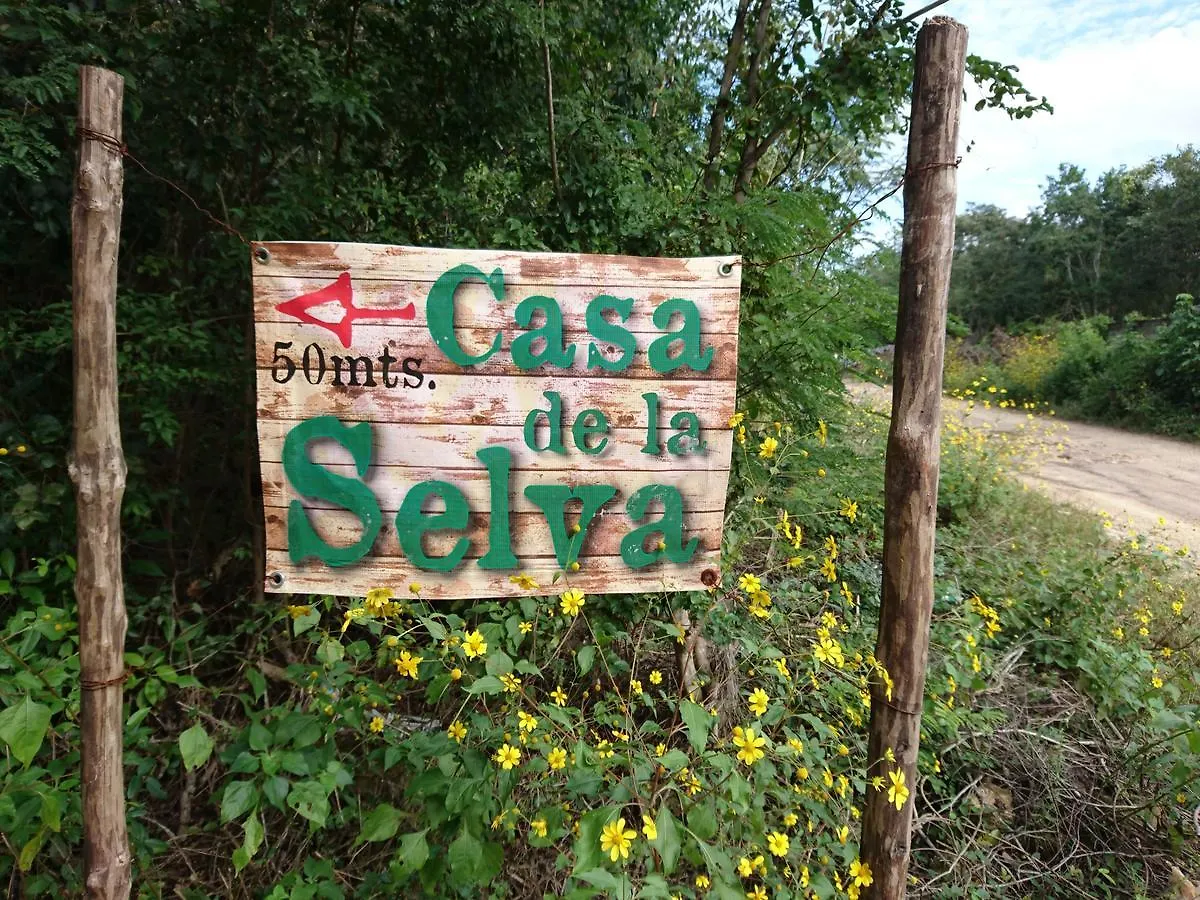 Casa
50mts.
de la
Selva